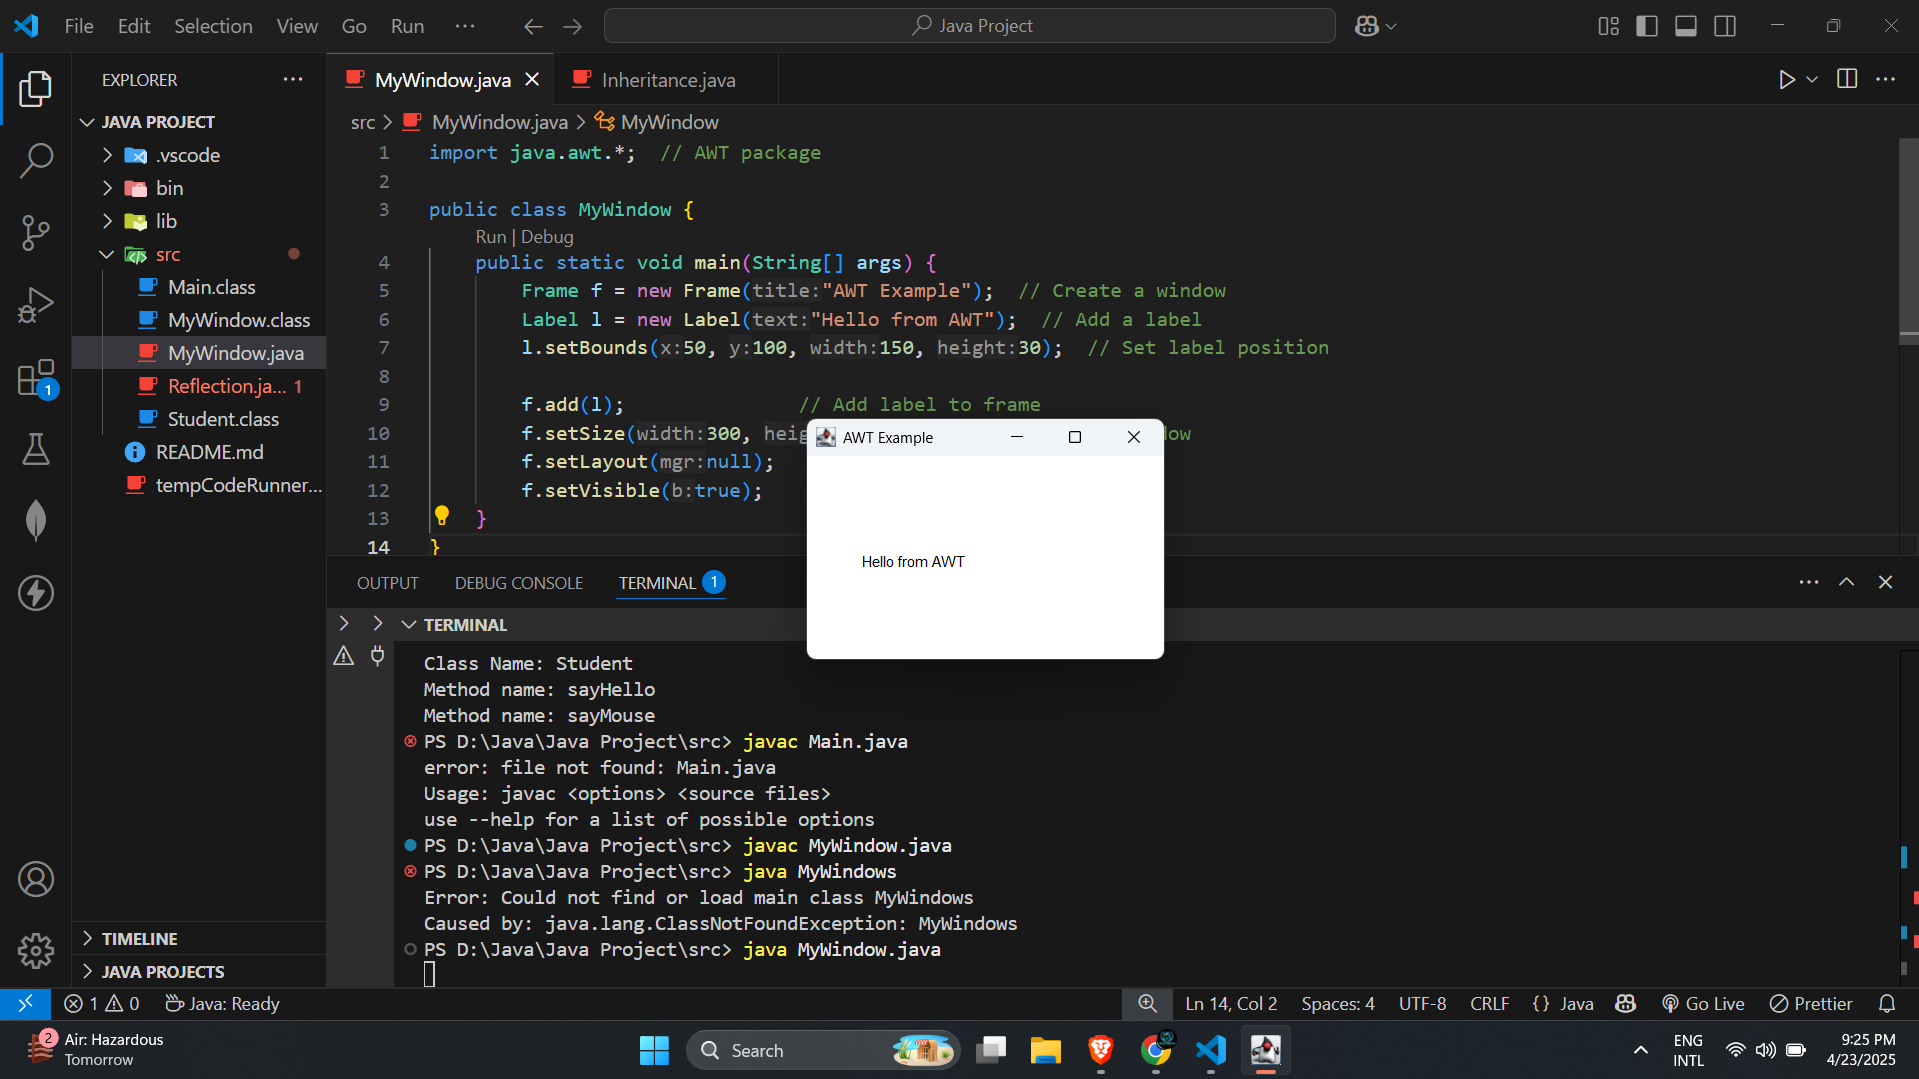 File Edit Selection View Go Run ···
Java Project
EXPLORER
JAVA PROJECT
.vscode
bin
lib
src
Main.class
MyWindow.class
MyWindow.java
Reflection.ja... 1
Student.class
README.md
tempCodeRunner...
TIMELINE
JAVA PROJECTS
1
MyWindow.java
Inheritance.java
src > MyWindow.java > MyWindow
1 import java.awt.*;  // AWT package
2
3 public class MyWindow {
Run | Debug
4 public static void main(String[] args) {
5 Frame f = new Frame(title:"AWT Example");  // Create a window
6 Label l = new Label(text:"Hello from AWT");  // Add a label
7 l.setBounds(x:50, y:100, width:150, height:30);  // Set label position
8
9 f.add(l);  // Add label to frame
10 f.setSize(width:300, heig
11 f.setLayout(mgr:null);
12 f.setVisible(b:true);
13 }
14 }
AWT Example
Hello from AWT
OUTPUT DEBUG CONSOLE TERMINAL 1
TERMINAL
Class Name: Student
Method name: sayHello
Method name: sayMouse
PS D:\Java\Java Project\src> javac Main.java
error: file not found: Main.java
Usage: javac <options> <source files>
use --help for a list of possible options
PS D:\Java\Java Project\src> javac MyWindow.java
PS D:\Java\Java Project\src> java MyWindows
Error: Could not find or load main class MyWindows
Caused by: java.lang.ClassNotFoundException: MyWindows
PS D:\Java\Java Project\src> java MyWindow.java
1 0 Java: Ready
Ln 14, Col 2 Spaces: 4 UTF-8 CRLF {} Java Go Live Prettier
2
Air: Hazardous
Tomorrow
Search
ENG
INTL
9:25 PM
4/23/2025